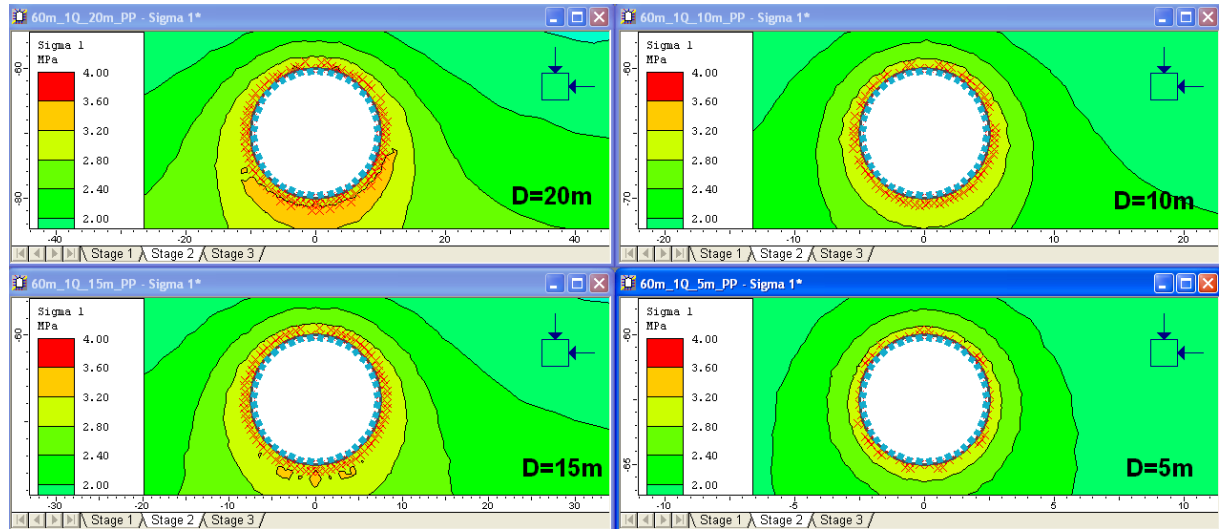 60m_1Q_20m_PP - Sigma 1*
Sigma 1
MPa
4.00
3.60
3.20
2.80
2.40
2.00
-60
-80
D=20m
-40
-20
0
20
40
Stage 1 Stage 2 Stage 3
60m_1Q_10m_PP - Sigma 1*
Sigma 1
MPa
4.00
3.60
3.20
2.80
2.40
2.00
-60
-70
D=10m
-20
-10
0
10
20
Stage 1 Stage 2 Stage 3
60m_1Q_15m_PP - Sigma 1*
Sigma 1
MPa
4.00
3.60
3.20
2.80
2.40
2.00
-60
D=15m
-30
-20
-10
0
10
20
30
Stage 1 Stage 2 Stage 3
60m_1Q_5m_PP - Sigma 1*
Sigma 1
MPa
4.00
3.60
3.20
2.80
2.40
2.00
-60
-65
D=5m
-10
-5
0
5
10
Stage 1 Stage 2 Stage 3